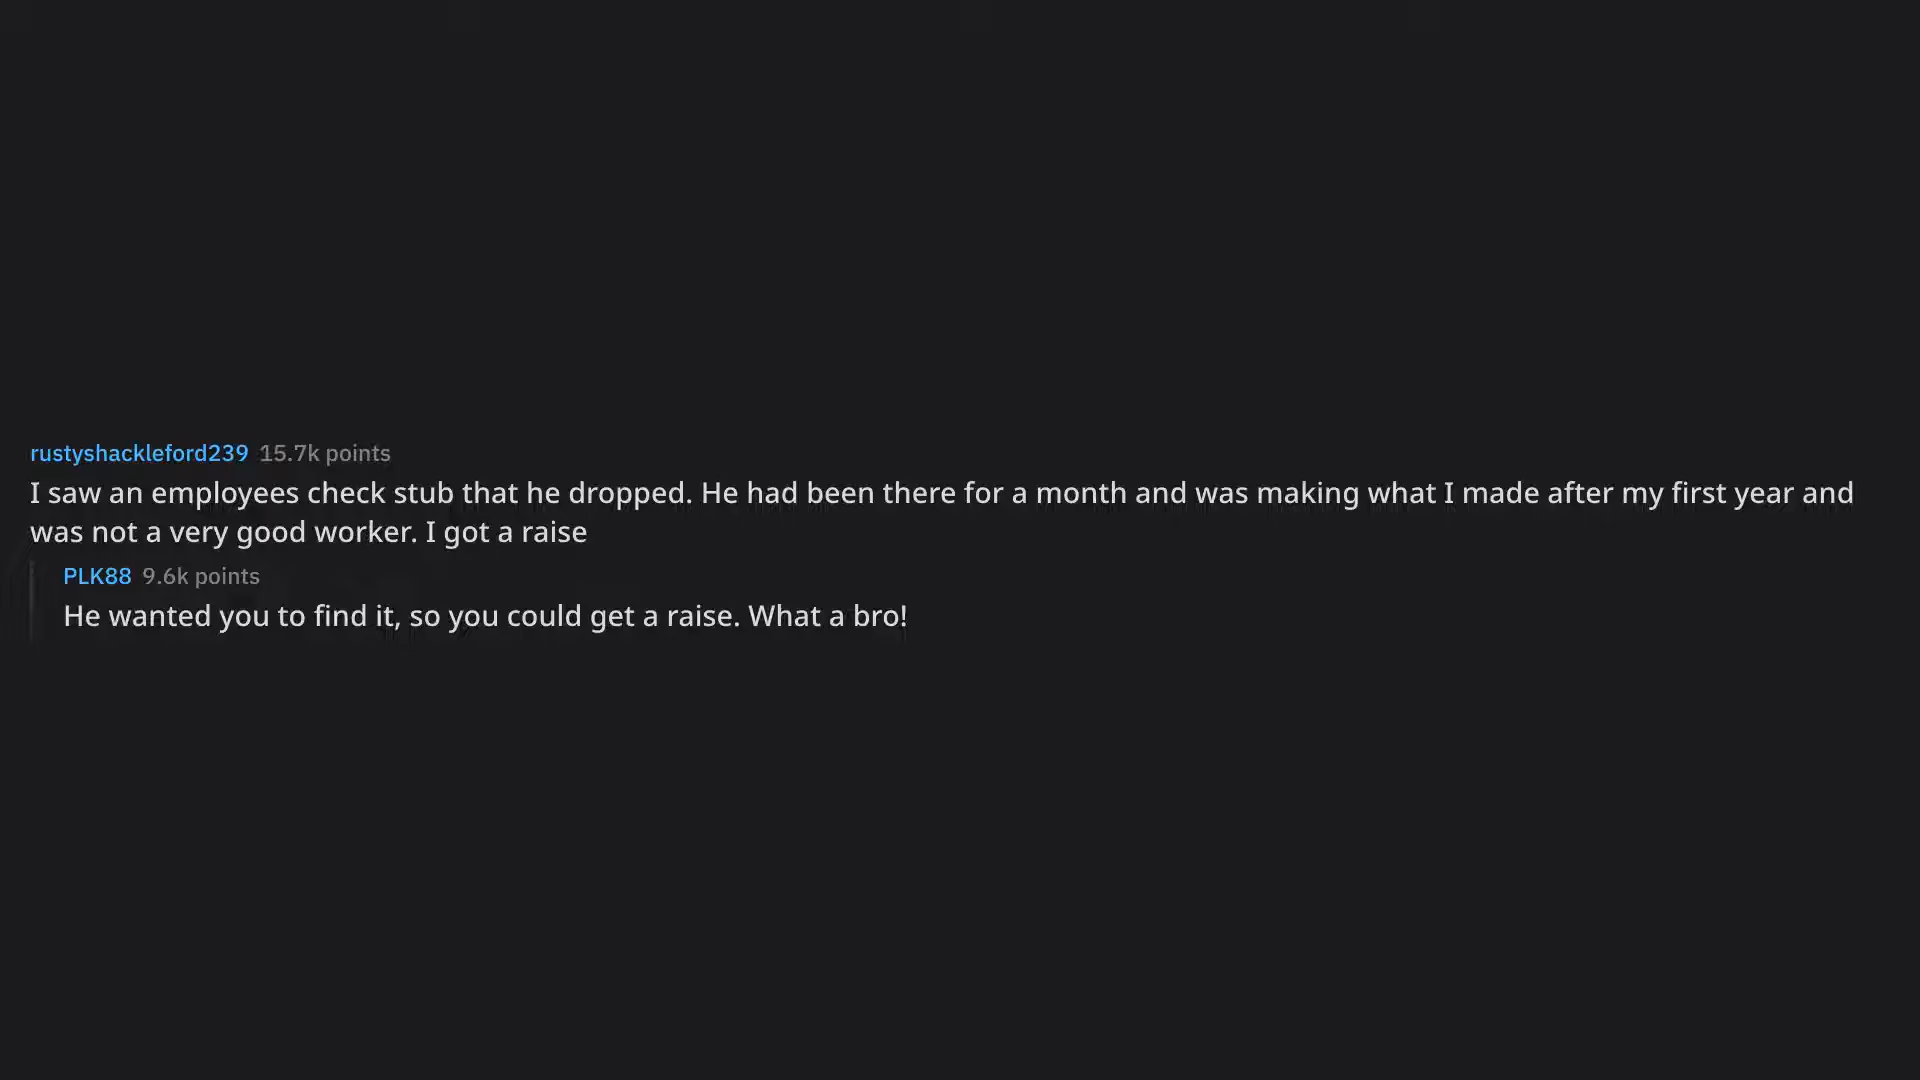 rustyshackleford239 15.7k points
I saw an employees check stub that he dropped. He had been there for a month and was making what I made after my first year and
was not a very good worker. I got a raise
PLK88 9.6k points
He wanted you to find it, so you could get a raise. What a bro!